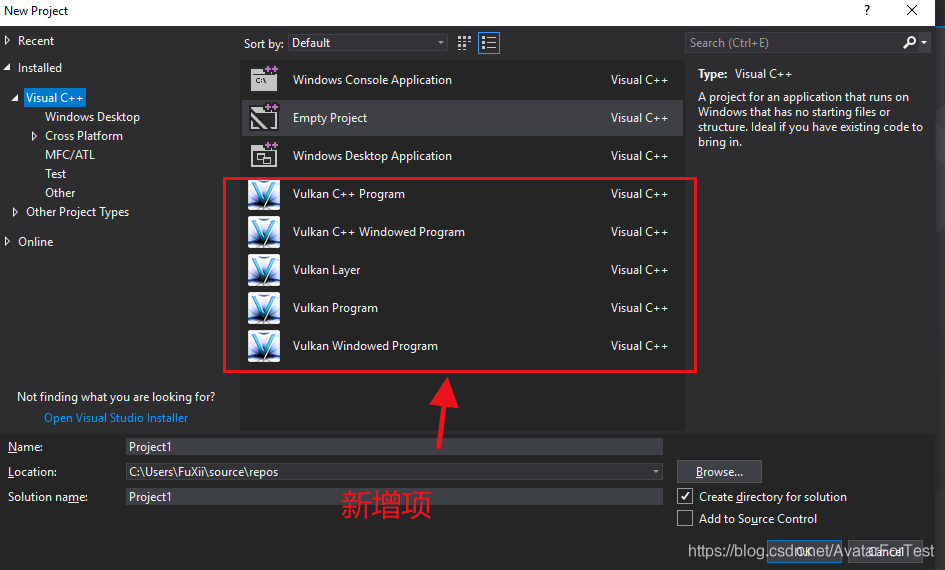 New Project
?
Recent
Installed
Visual C++
Windows Desktop
Cross Platform
MFC/ATL
Test
Other
Other Project Types
Online
Not finding what you are looking for?
Open Visual Studio Installer
Sort by: Default
Windows Console Application Visual C++
Empty Project Visual C++
Windows Desktop Application Visual C++
Vulkan C++ Program Visual C++
Vulkan C++ Windowed Program Visual C++
Vulkan Layer Visual C++
Vulkan Program Visual C++
Vulkan Windowed Program Visual C++
Search (Ctrl+E)
Type: Visual C++
A project for an application that runs on
Windows that has no starting files or
structure. Ideal if you have existing code to
bring in.
Name: Project1
Location: C:\Users\FuXii\source\repos
Browse...
Solution name: Project1
新增项
Create directory for solution
Add to Source Control
OK Cancel
https://blog.csdn.net/AvatarForTest